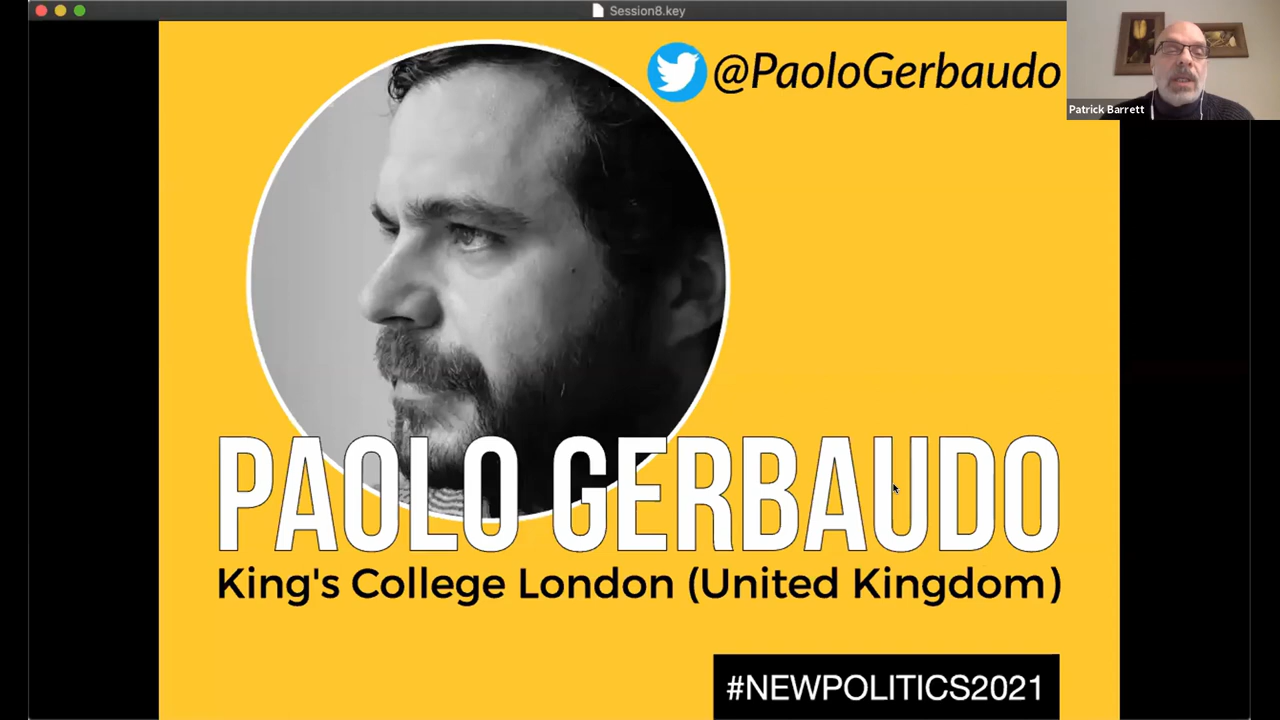 Session8.key
@PaoloGerbaudo
Patrick Barrett
PAOLO GERBAUDO
King's College London (United Kingdom)
#NEWPOLITICS2021